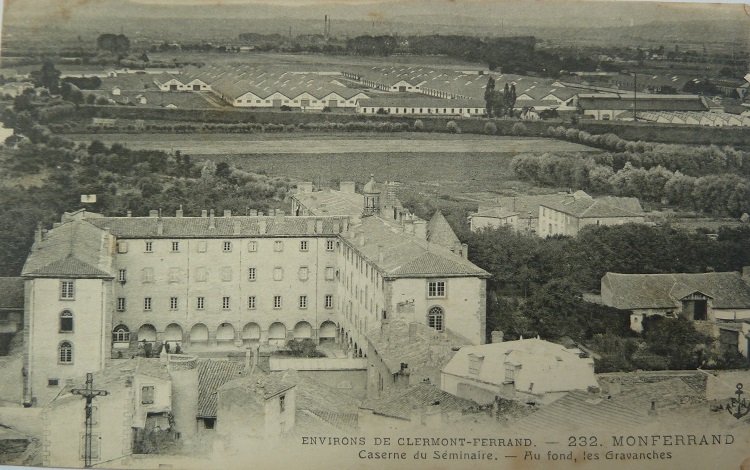 ENVIRONS DE CLERMONT-FERRAND. — 232. MONFERRAND
Caserne du Séminaire. — Au fond, les Gravanches